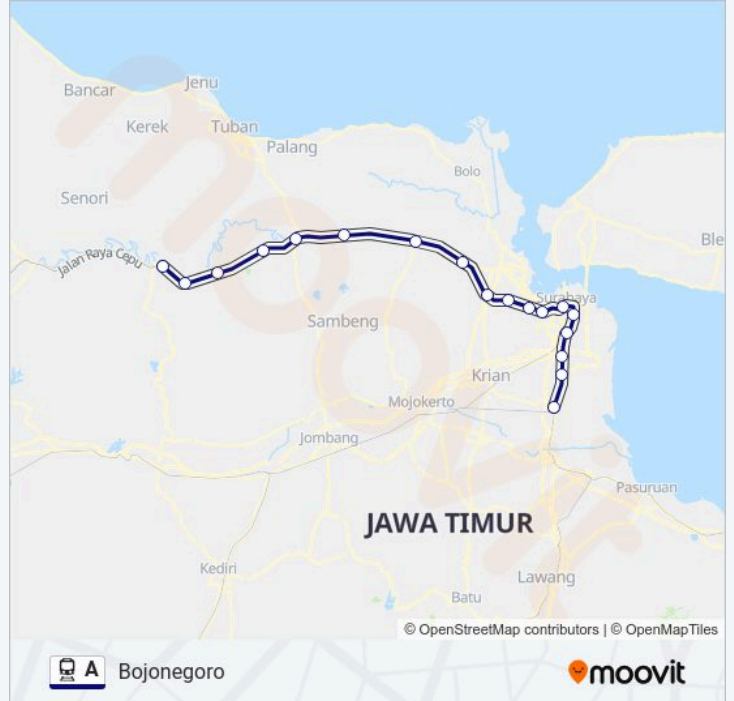 Bancar
Jenu
Kerek
Tuban
Palang
Bolo
Senori
Ble
Jalan Raya Cepu
Surabaya
Sambeng
Krian
Mojokerto
Jombang
Pasuruan
JAWA TIMUR
Kediri
Lawang
Batu
© OpenStreetMap contributors | © OpenMapTiles
A Bojonegoro
moovit
moovit